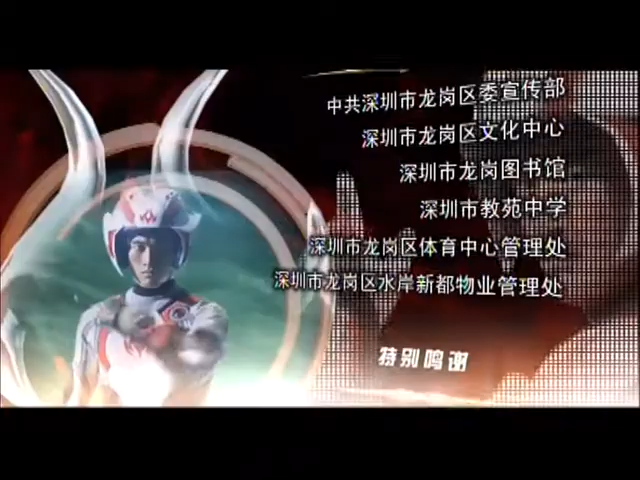 中共深圳市龙岗区委宣传部
深圳市龙岗区文化中心
深圳市龙岗图书馆
深圳市教苑中学
深圳市龙岗区体育中心管理处
深圳市龙岗区水岸新都物业管理处
特别鸣谢